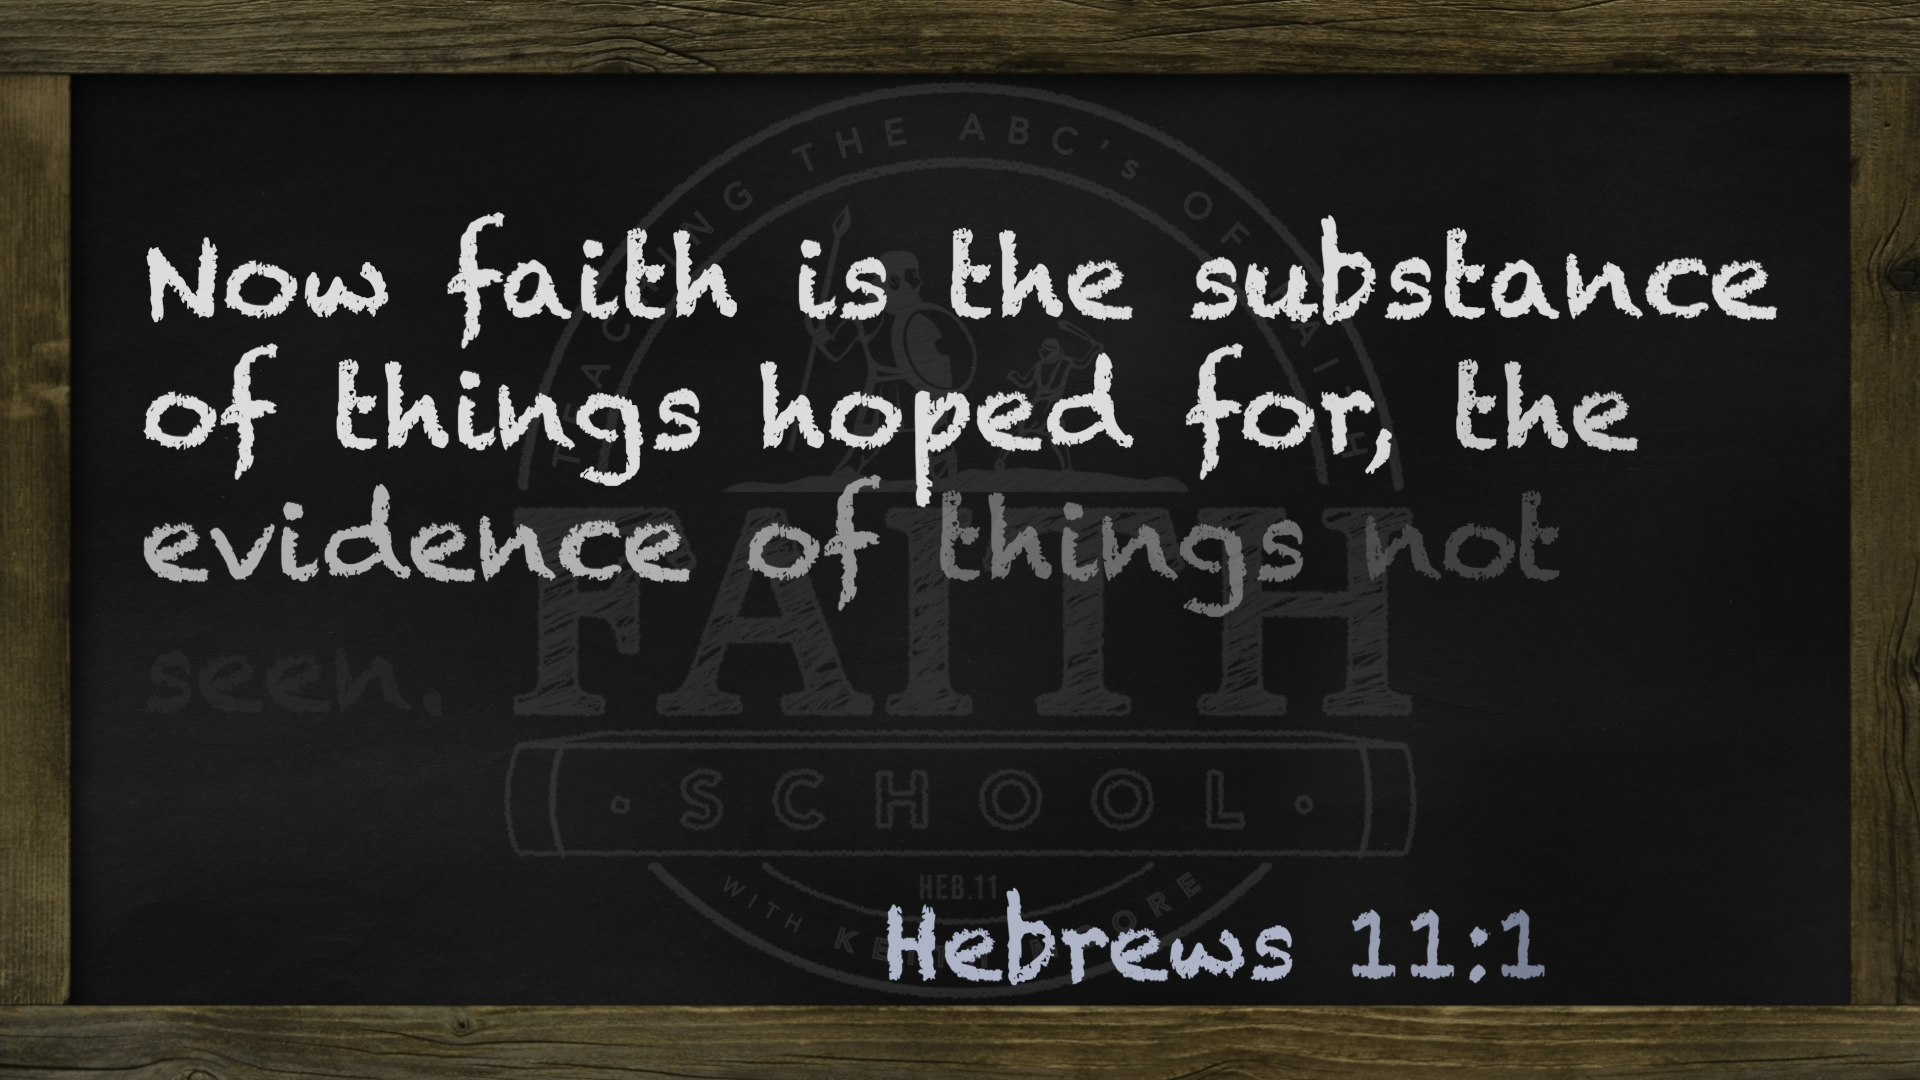 TEACHING THE ABC's OF FAITH
Now faith is the substance
of things hoped for, the
evidence of things not
seen.
FAITH
SCHOOL
HEB.11
WITH
Hebrews 11:1